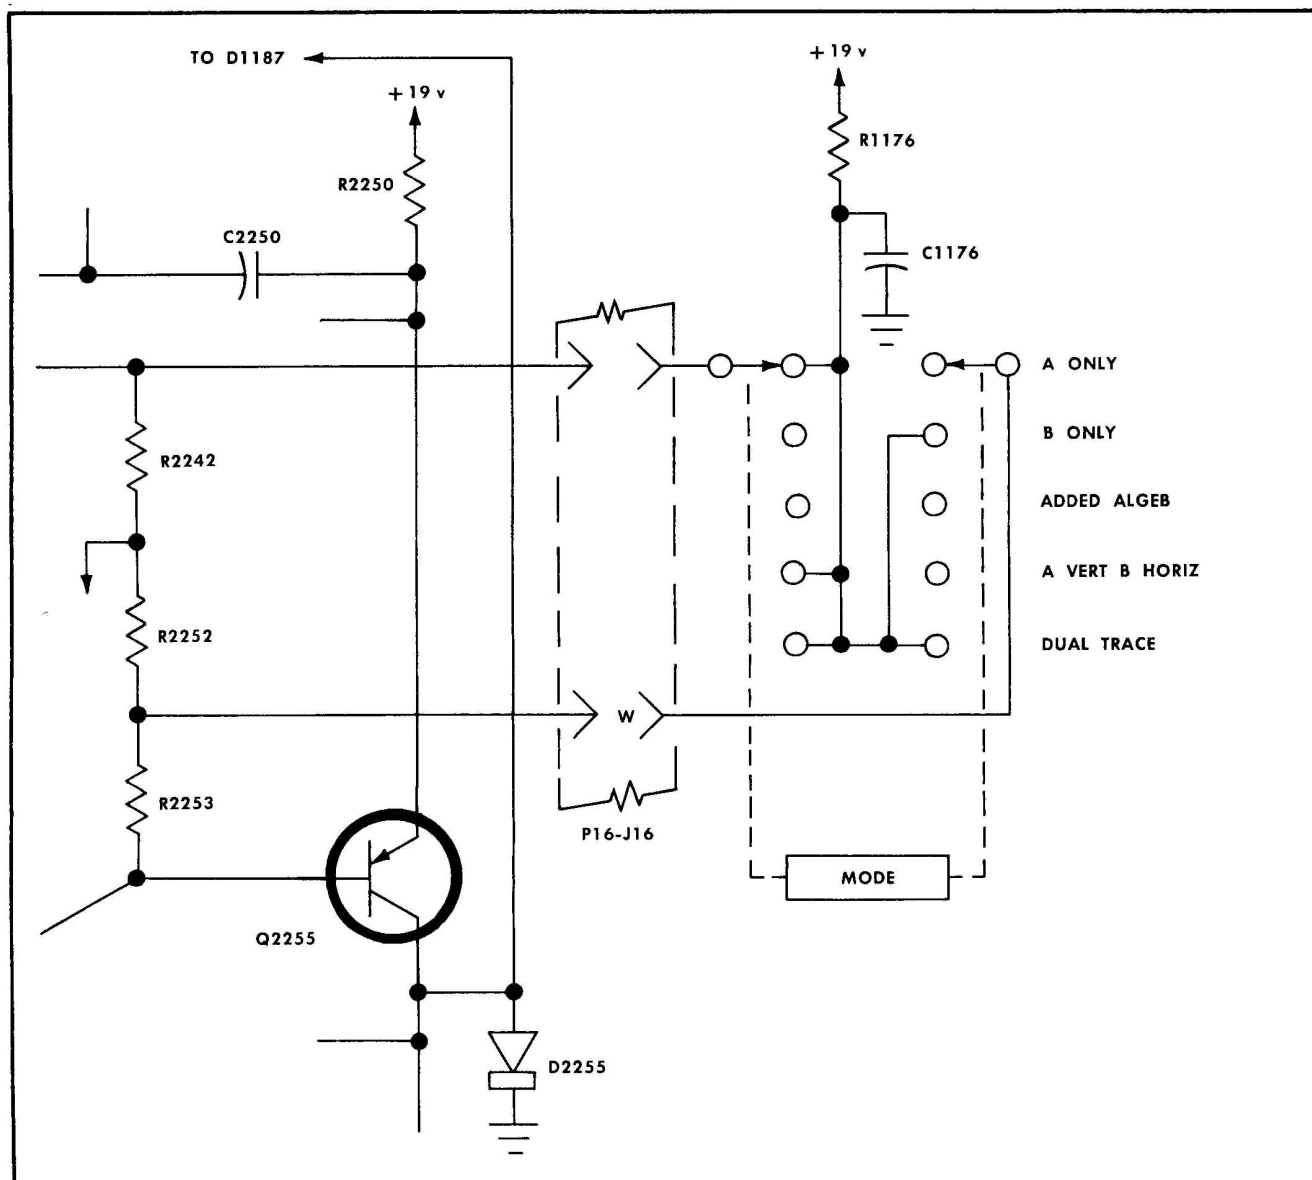 TO D1187
+19 v
+19 v
R1176
R2250
C2250
C1176
A ONLY
B ONLY
R2242
ADDED ALGEB
A VERT B HORIZ
R2252
DUAL TRACE
W
R2253
P16-J16
MODE
Q2255
D2255